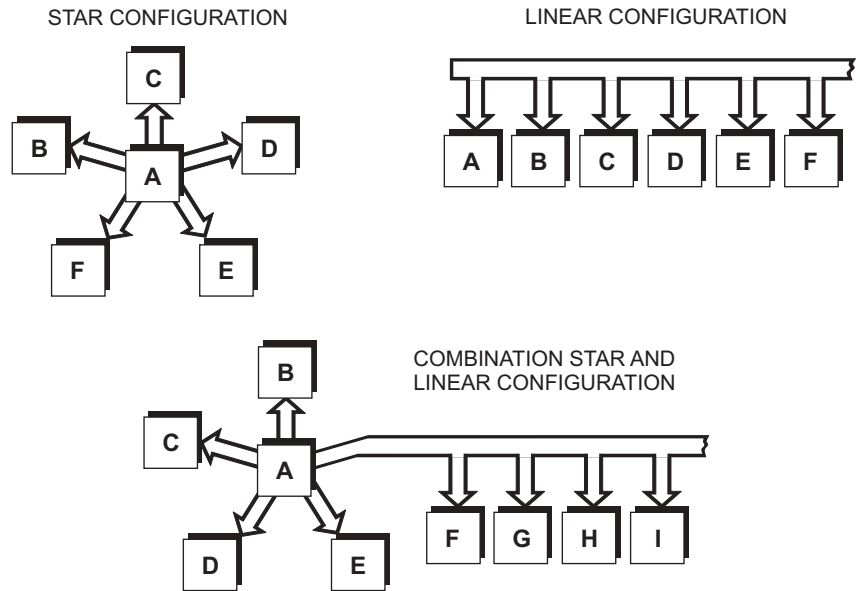 STAR CONFIGURATION
C
B
D
A
F
E
LINEAR CONFIGURATION
A B C D E F
COMBINATION STAR AND
LINEAR CONFIGURATION
B
C
A
D
E
F G H I